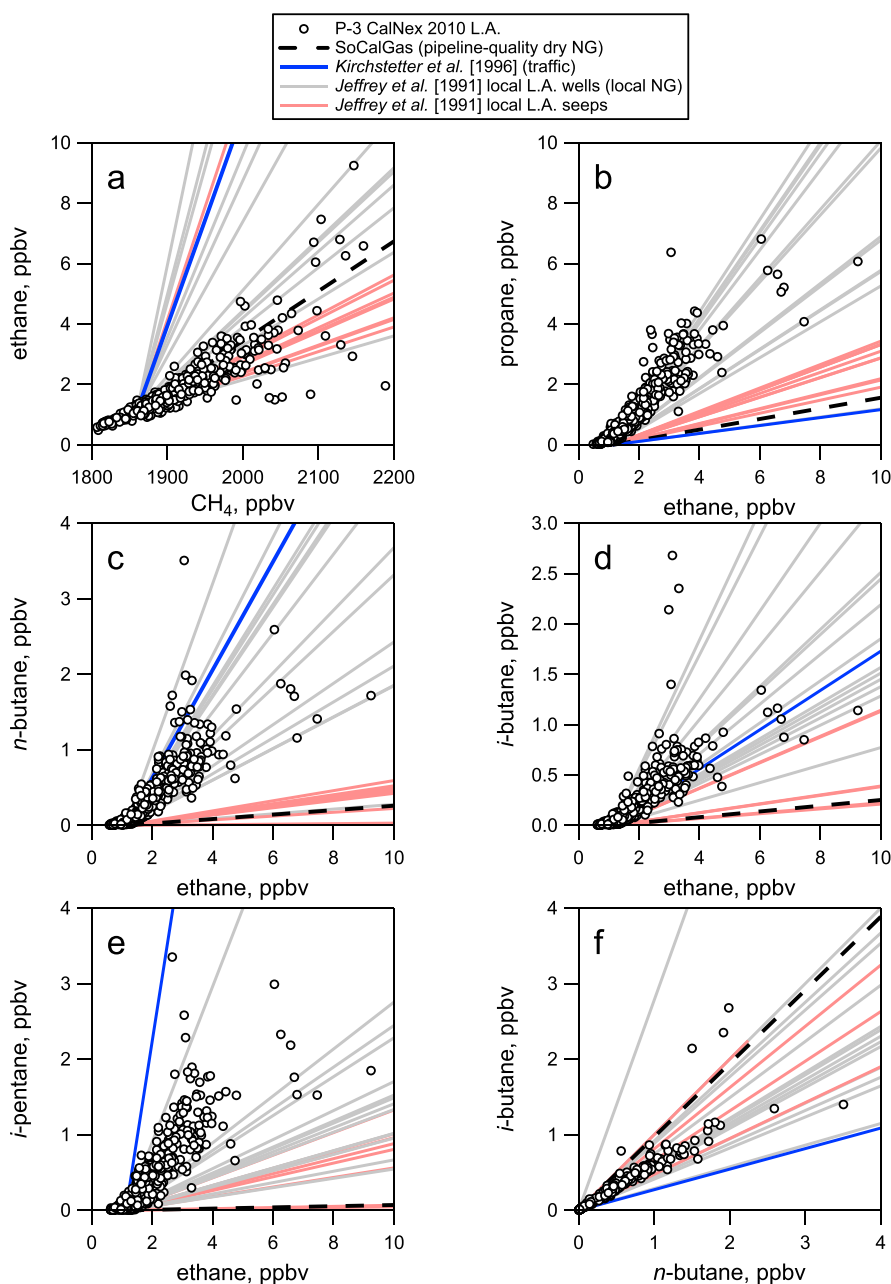 P-3 CalNex 2010 L.A.
SoCalGas (pipeline-quality dry NG)
Kirchstetter et al. [1996] (traffic)
Jeffrey et al. [1991] local L.A. wells (local NG)
Jeffrey et al. [1991] local L.A. seeps
a
ethane, ppbv
10
8
6
4
2
0
1800 1900 2000 2100 2200
CH₄, ppbv
b
propane, ppbv
10
8
6
4
2
0
0 2 4 6 8 10
ethane, ppbv
c
n-butane, ppbv
4
3
2
1
0
0 2 4 6 8 10
ethane, ppbv
d
i-butane, ppbv
3.0
2.5
2.0
1.5
1.0
0.5
0.0
0 2 4 6 8 10
ethane, ppbv
e
i-pentane, ppbv
4
3
2
1
0
0 2 4 6 8 10
ethane, ppbv
f
i-butane, ppbv
4
3
2
1
0
0 1 2 3 4
n-butane, ppbv